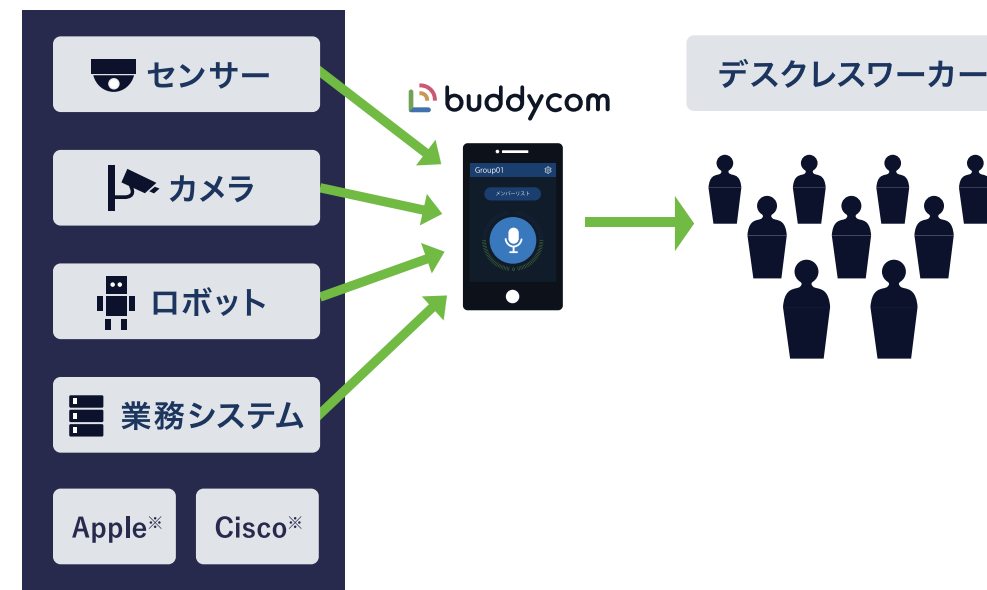 センサー
カメラ
ロボット
業務システム
Apple※
Cisco※
buddycom
Group01
メンバーリスト
デスクレスワーカー